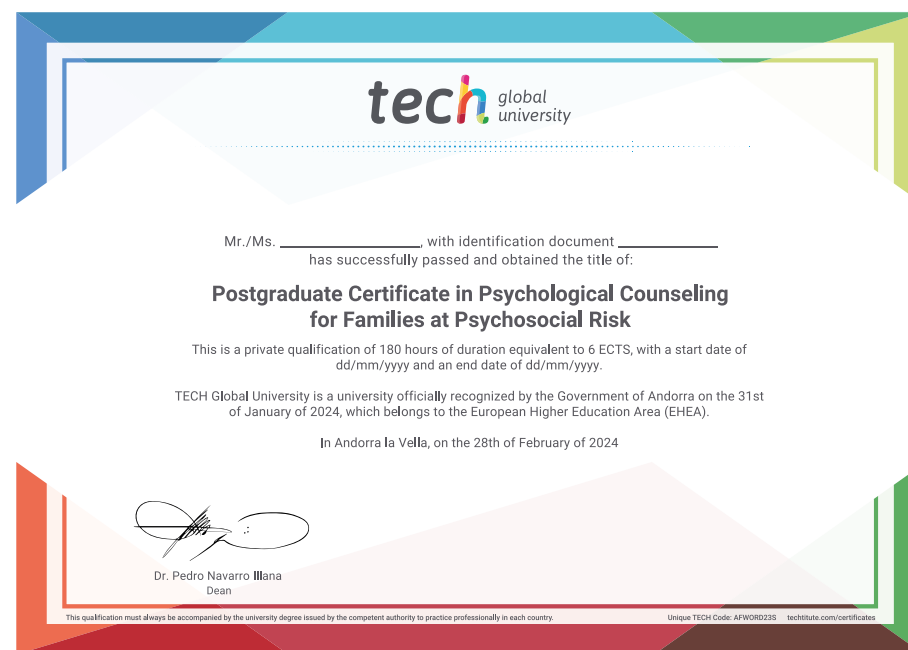 tech global university
Mr./Ms. ____________________, with identification document ______________
has successfully passed and obtained the title of:
Postgraduate Certificate in Psychological Counseling
for Families at Psychosocial Risk
This is a private qualification of 180 hours of duration equivalent to 6 ECTS, with a start date of
dd/mm/yyyy and an end date of dd/mm/yyyy.
TECH Global University is a university officially recognized by the Government of Andorra on the 31st
of January of 2024, which belongs to the European Higher Education Area (EHEA).
In Andorra la Vella, on the 28th of February of 2024
Dr. Pedro Navarro Illana
Dean
This qualification must always be accompanied by the university degree issued by the competent authority to practice professionally in each country.
Unique TECH Code: AFWORD23S techtitute.com/certificates